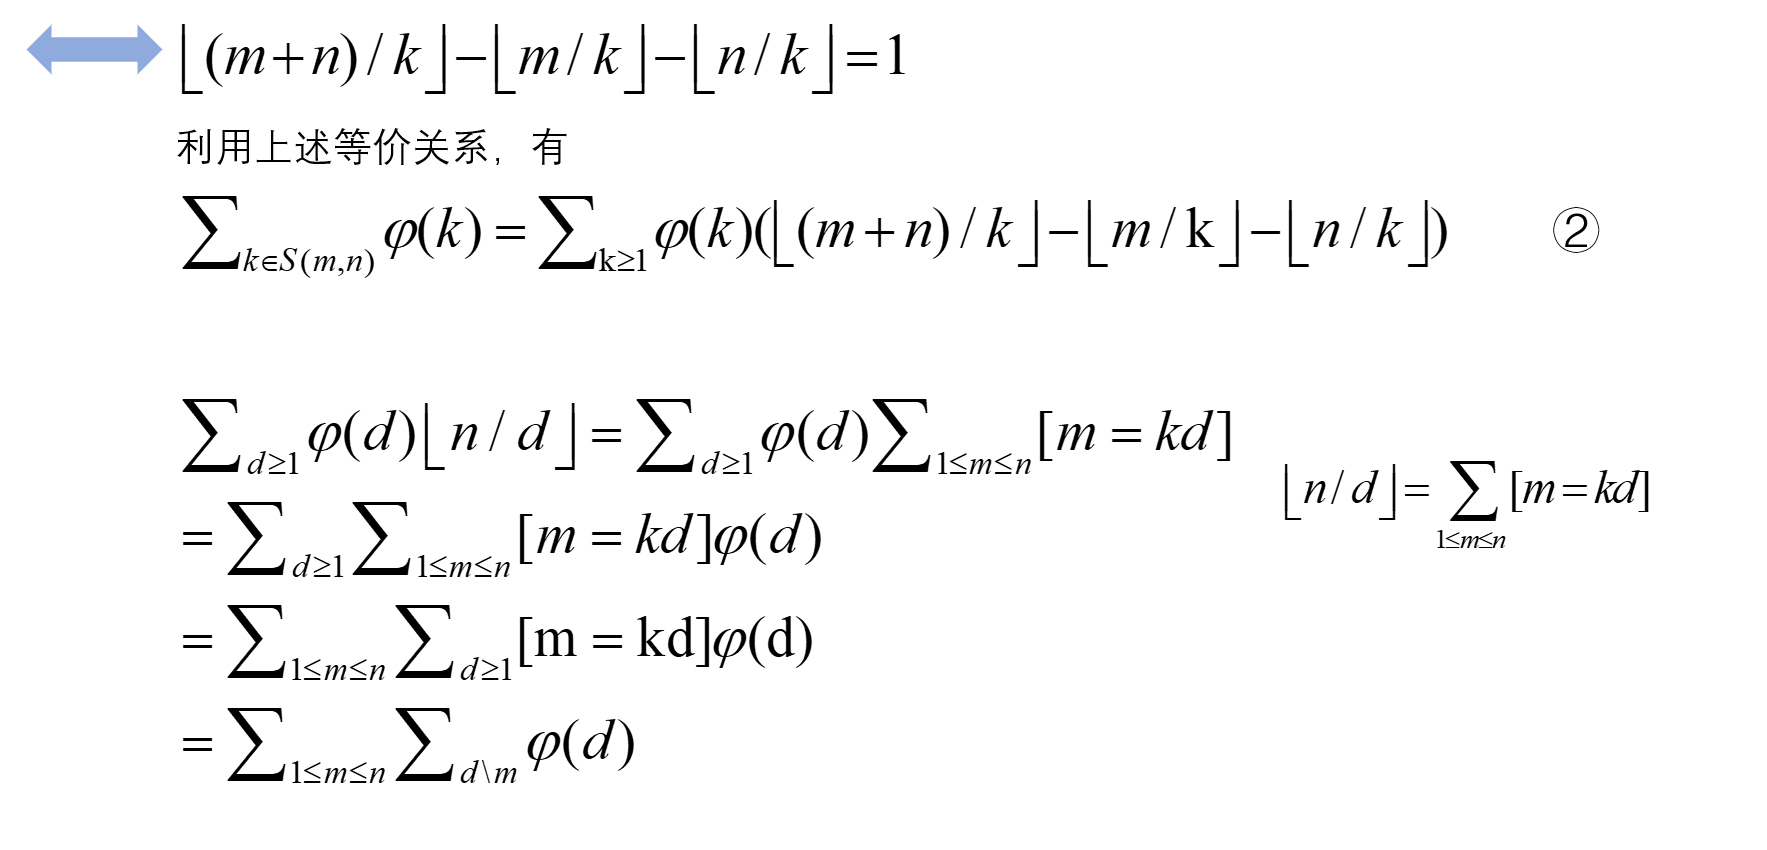 ⌊(m+n)/k⌋−⌊m/k⌋−⌊n/k⌋=1
利用上述等价关系，有
∑_{k∈S(m,n)} φ(k) = ∑_{k≥1} φ(k)(⌊(m+n)/k⌋−⌊m/k⌋−⌊n/k⌋) ②
∑_{d≥1} φ(d)⌊n/d⌋ = ∑_{d≥1} φ(d)∑_{1≤m≤n} [m = kd]
⌊n/d⌋ = ∑_{1≤m≤n} [m = kd]
= ∑_{d≥1} ∑_{1≤m≤n} [m = kd]φ(d)
= ∑_{1≤m≤n} ∑_{d≥1} [m = kd]φ(d)
= ∑_{1≤m≤n} ∑_{d\m} φ(d)